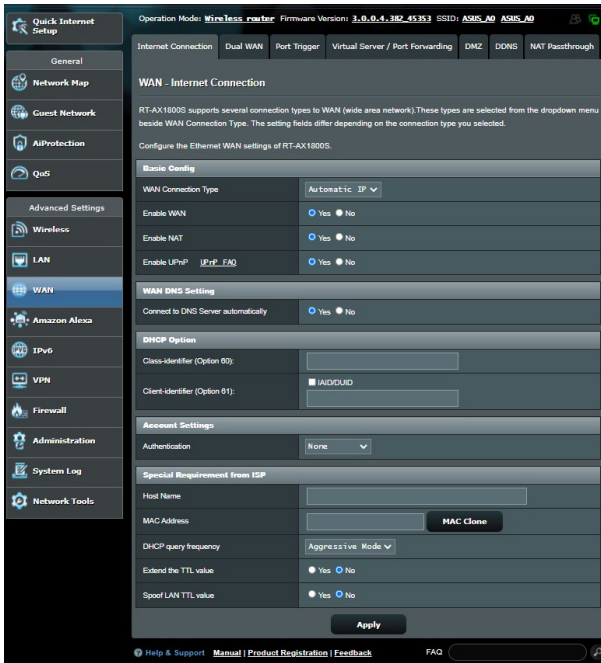 Quick Internet
Setup
Operation Mode: Wireless router Firmware Version: 3.0.0.4.382_45353 SSID: ASUS_A0 ASUS_A0
General
Network Map
Guest Network
AiProtection
QoS
Advanced Settings
Wireless
LAN
WAN
Amazon Alexa
IPv6
VPN
Firewall
Administration
System Log
Network Tools
Internet Connection Dual WAN Port Trigger Virtual Server / Port Forwarding DMZ DDNS NAT Passthrough
WAN - Internet Connection
RT-AX1800S supports several connection types to WAN (wide area network).These types are selected from the dropdown menu
beside WAN Connection Type. The setting fields differ depending on the connection type you selected.
Configure the Ethernet WAN settings of RT-AX1800S.
Basic Config
WAN Connection Type Automatic IP
Enable WAN Yes No
Enable NAT Yes No
Enable UPnP UPnP FAQ Yes No
WAN DNS Setting
Connect to DNS Server automatically Yes No
DHCP Option
Class-identifier (Option 60):
Client-identifier (Option 61): IAID/DUID
Account Settings
Authentication None
Special Requirement from ISP
Host Name
MAC Address MAC Clone
DHCP query frequency Aggressive Mode
Extend the TTL value Yes No
Spoof LAN TTL value Yes No
Apply
Help & Support Manual | Product Registration | Feedback FAQ